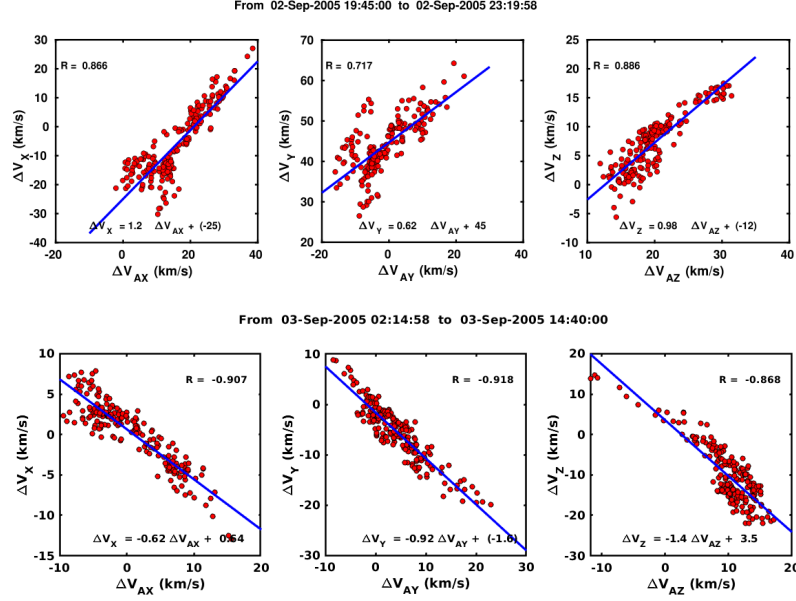 From 02-Sep-2005 19:45:00 to 02-Sep-2005 23:19:58
30
20
10
0
-10
-20
-30
-40
ΔV_X (km/s)
R = 0.866
ΔV_X = 1.2 ΔV_AX + (-25)
-20 0 20 40
ΔV_AX (km/s)
70
60
50
40
30
20
ΔV_Y (km/s)
R = 0.717
ΔV_Y = 0.62 ΔV_AY + 45
-20 0 20 40
ΔV_AY (km/s)
25
20
15
10
5
0
-5
-10
ΔV_Z (km/s)
R = 0.886
ΔV_Z = 0.98 ΔV_AZ + (-12)
10 20 30 40
ΔV_AZ (km/s)
From 03-Sep-2005 02:14:58 to 03-Sep-2005 14:40:00
10
5
0
-5
-10
-15
ΔV_X (km/s)
R = -0.907
ΔV_X = -0.62 ΔV_AX + 0.64
-10 0 10 20
ΔV_AX (km/s)
10
0
-10
-20
-30
ΔV_Y (km/s)
R = -0.918
ΔV_Y = -0.92 ΔV_AY + (-1.6)
-10 0 10 20 30
ΔV_AY (km/s)
20
10
0
-10
-20
-30
ΔV_Z (km/s)
R = -0.868
ΔV_Z = -1.4 ΔV_AZ + 3.5
-10 0 10 20
ΔV_AZ (km/s)